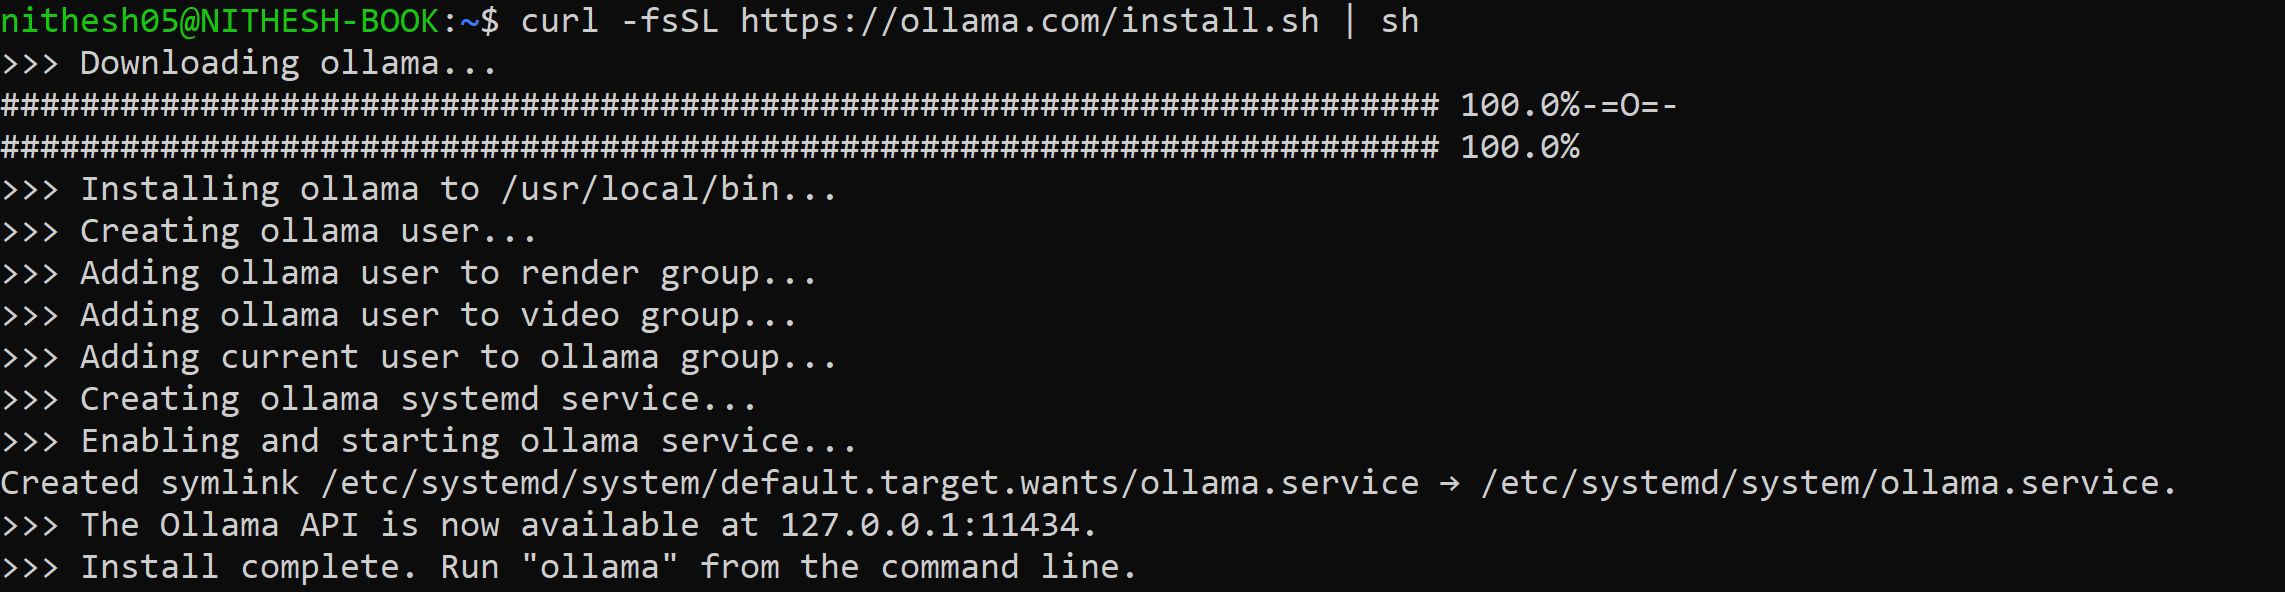 nithesh05@NITHESH-BOOK:~$ curl -fsSL https://ollama.com/install.sh | sh
>>> Downloading ollama...
######################################################################## 100.0%-=O=-
######################################################################## 100.0%
>>> Installing ollama to /usr/local/bin...
>>> Creating ollama user...
>>> Adding ollama user to render group...
>>> Adding ollama user to video group...
>>> Adding current user to ollama group...
>>> Creating ollama systemd service...
>>> Enabling and starting ollama service...
Created symlink /etc/systemd/system/default.target.wants/ollama.service → /etc/systemd/system/ollama.service.
>>> The Ollama API is now available at 127.0.0.1:11434.
>>> Install complete. Run "ollama" from the command line.